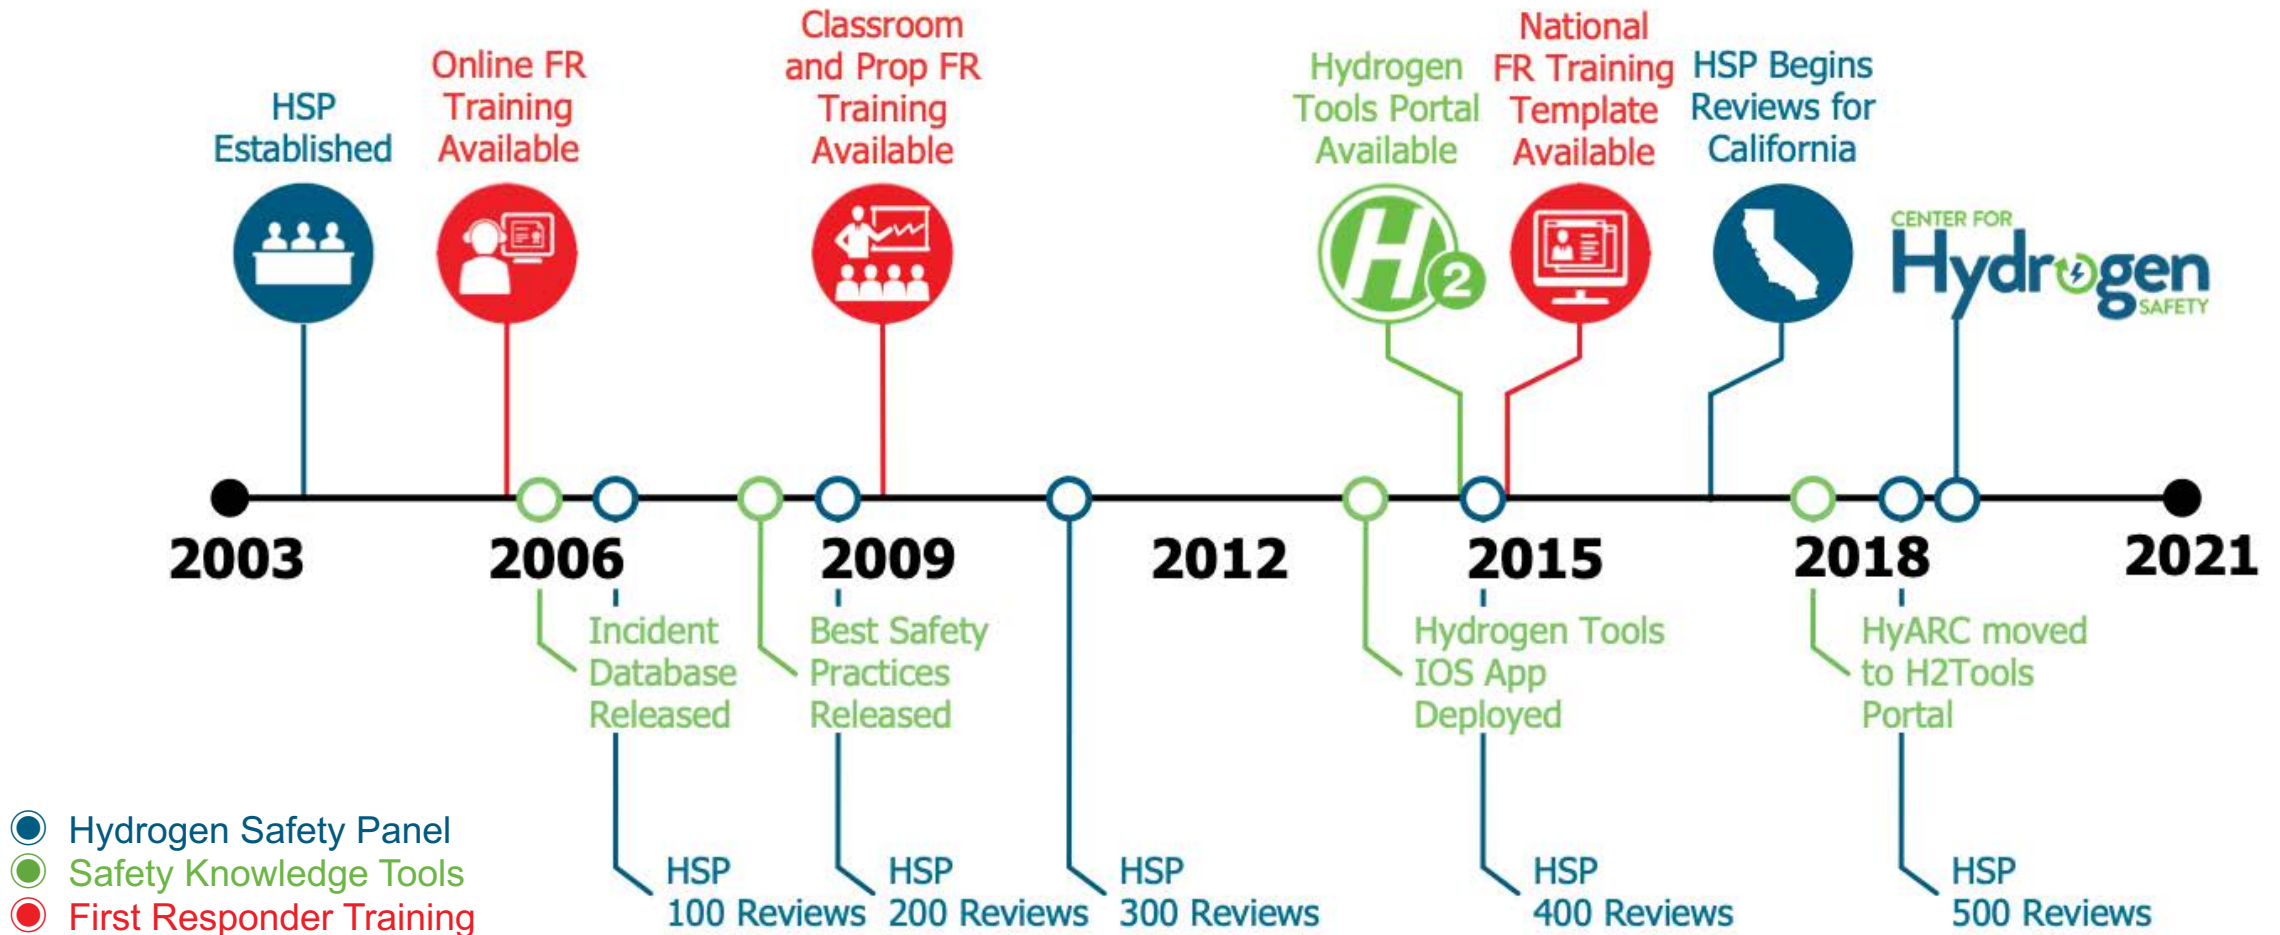 HSP
Established
Online FR
Training
Available
Classroom
and Prop FR
Training
Available
Hydrogen
Tools Portal
Available
National
FR Training
Template
Available
HSP Begins
Reviews for
California
H2
CENTER FOR
Hydrogen
SAFETY
2003
2006
2009
2012
2015
2018
2021
Incident
Database
Released
Best Safety
Practices
Released
Hydrogen Tools
IOS App
Deployed
HyARC moved
to H2Tools
Portal
HSP
100 Reviews
HSP
200 Reviews
HSP
300 Reviews
HSP
400 Reviews
HSP
500 Reviews
Hydrogen Safety Panel
Safety Knowledge Tools
First Responder Training